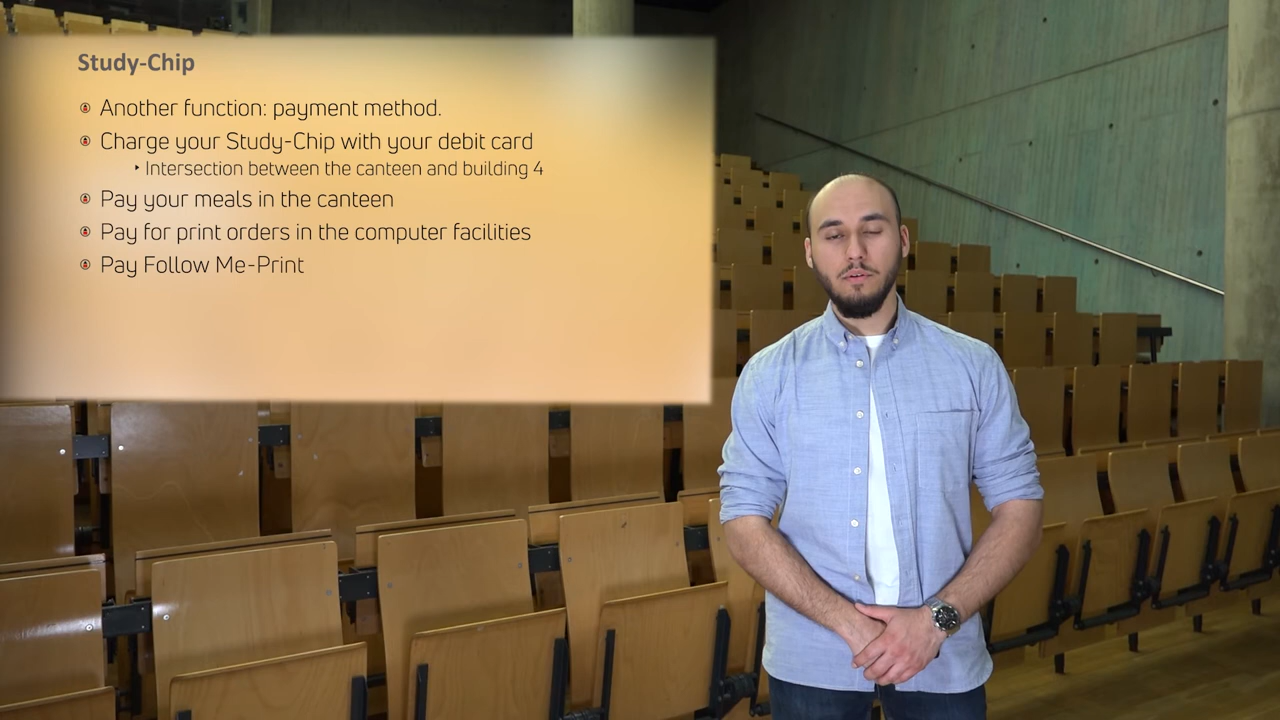 Study-Chip
Another function: payment method.
Charge your Study-Chip with your debit card
Intersection between the canteen and building 4
Pay your meals in the canteen
Pay for print orders in the computer facilities
Pay Follow Me-Print